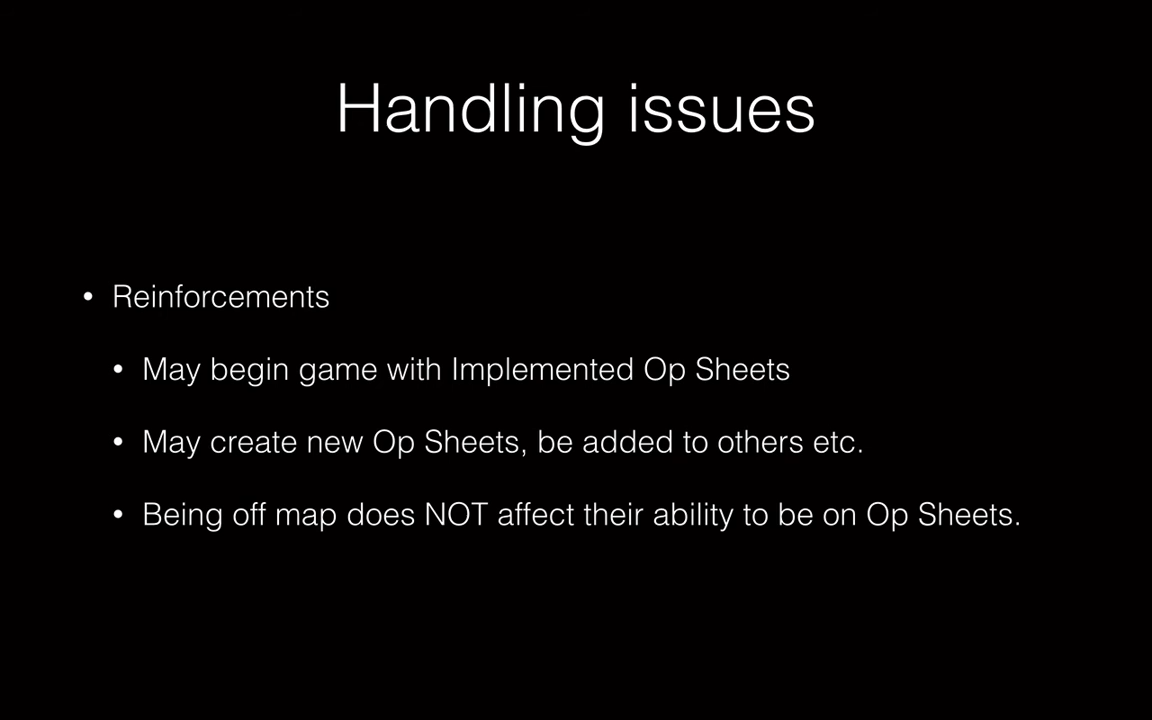 Handling issues
• Reinforcements
• May begin game with Implemented Op Sheets
• May create new Op Sheets, be added to others etc.
• Being off map does NOT affect their ability to be on Op Sheets.